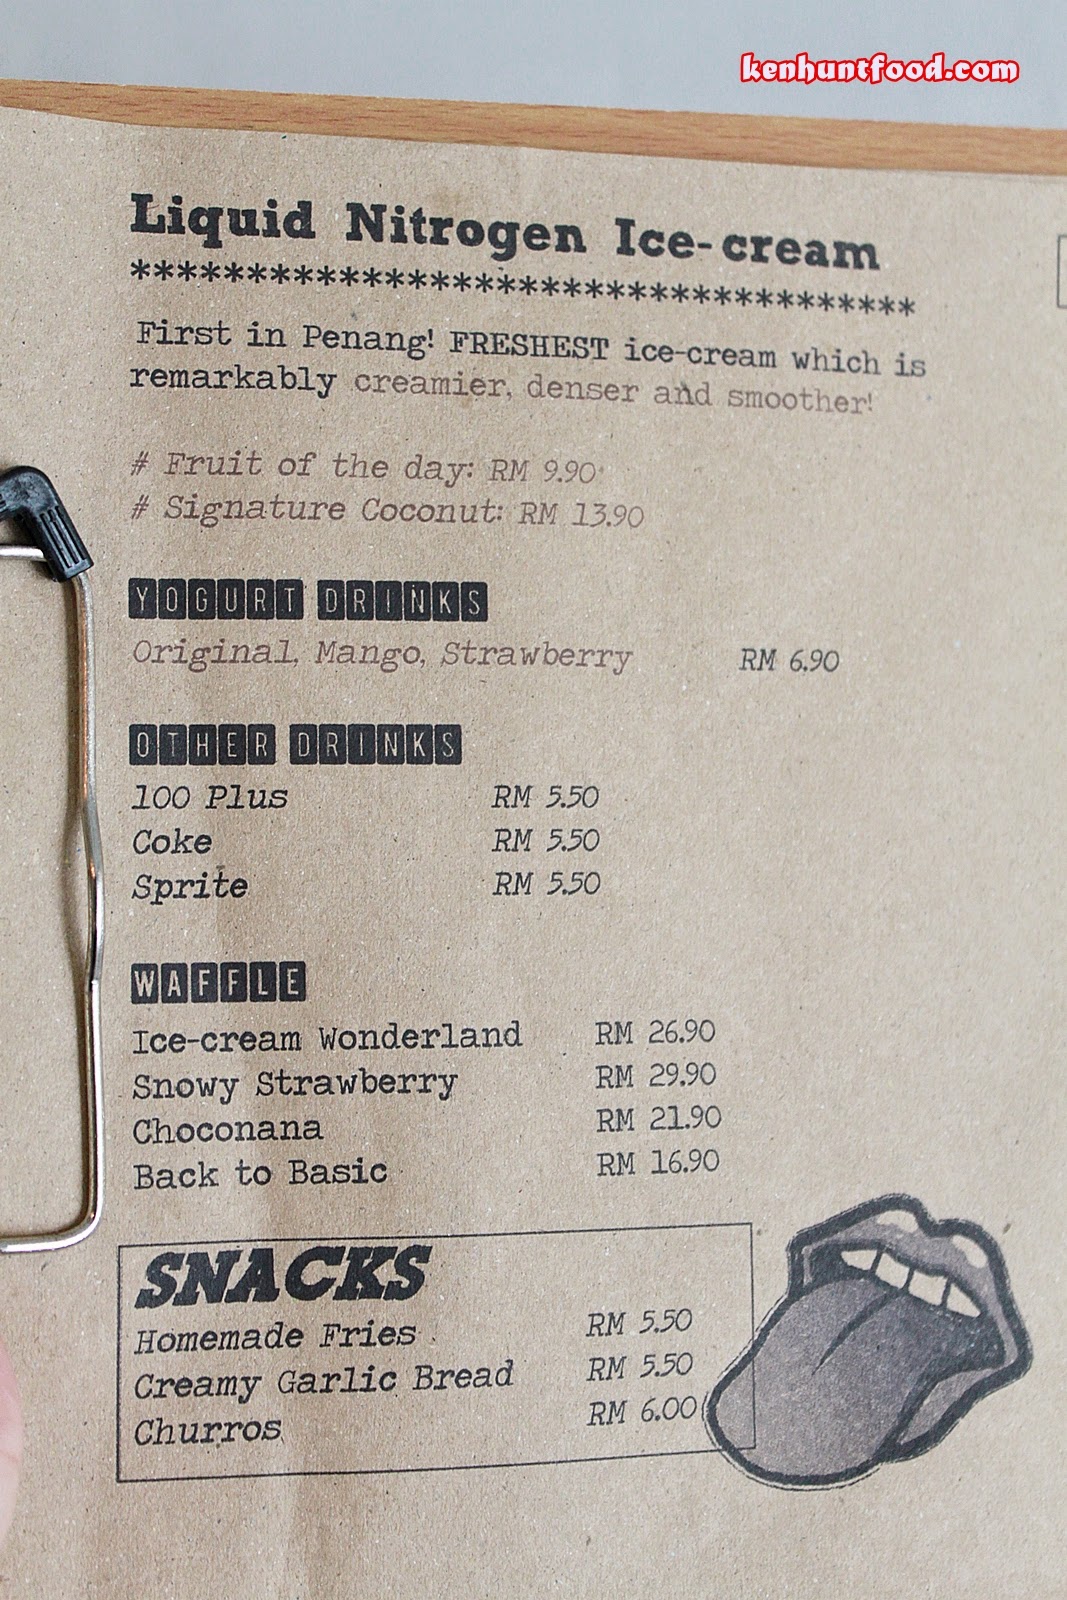 kenhuntfood.com
Liquid Nitrogen Ice-cream
**********************************
First in Penang! FRESHEST ice-cream which is
remarkably creamier, denser and smoother!
# Fruit of the day: RM 9.90
# Signature Coconut: RM 13.90
YOGURT DRINKS
Original, Mango, Strawberry RM 6.90
OTHER DRINKS
100 Plus RM 5.50
Coke RM 5.50
Sprite RM 5.50
WAFFLE
Ice-cream Wonderland RM 26.90
Snowy Strawberry RM 29.90
Choconana RM 21.90
Back to Basic RM 16.90
SNACKS
Homemade Fries RM 5.50
Creamy Garlic Bread RM 5.50
Churros RM 6.00